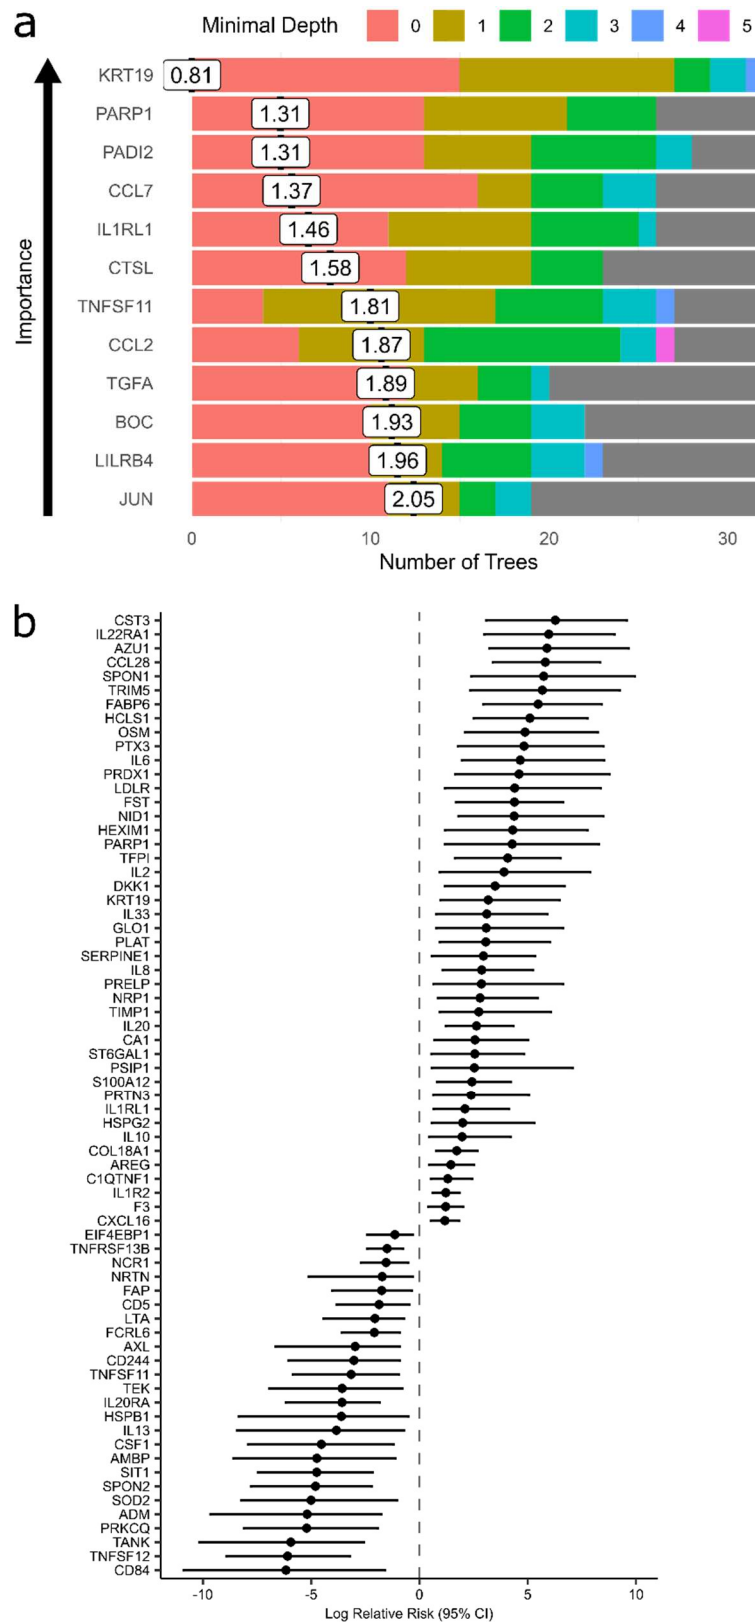 a
Minimal Depth 0 1 2 3 4 5
Importance
KRT19 0.81
PARP1 1.31
PADI2 1.31
CCL7 1.37
IL1RL1 1.46
CTSL 1.58
TNFSF11 1.81
CCL2 1.87
TGFA 1.89
BOC 1.93
LILRB4 1.96
JUN 2.05
0 10 20 30
Number of Trees
b
CST3
IL22RA1
AZU1
CCL28
SPON1
TRIM5
FABP6
HCLS1
OSM
PTX3
IL6
PRDX1
LDLR
FST
NID1
HEXIM1
PARP1
TFPI
IL2
DKK1
KRT19
IL33
GLO1
PLAT
SERPINE1
IL8
PRELP
NRP1
TIMP1
IL20
CA1
ST6GAL1
PSIP1
S100A12
PRTN3
IL1RL1
HSPG2
IL10
COL18A1
AREG
C1QTNF1
IL1R2
F3
CXCL16
EIF4EBP1
TNFRSF13B
NCR1
NRTN
FAP
CD5
LTA
FCRL6
AXL
CD244
TNFSF11
TEK
IL20RA
HSPB1
IL13
CSF1
AMBP
SIT1
SPON2
SOD2
ADM
PRKCQ
TANK
TNFSF12
CD84
-10 -5 0 5 10
Log Relative Risk (95% CI)